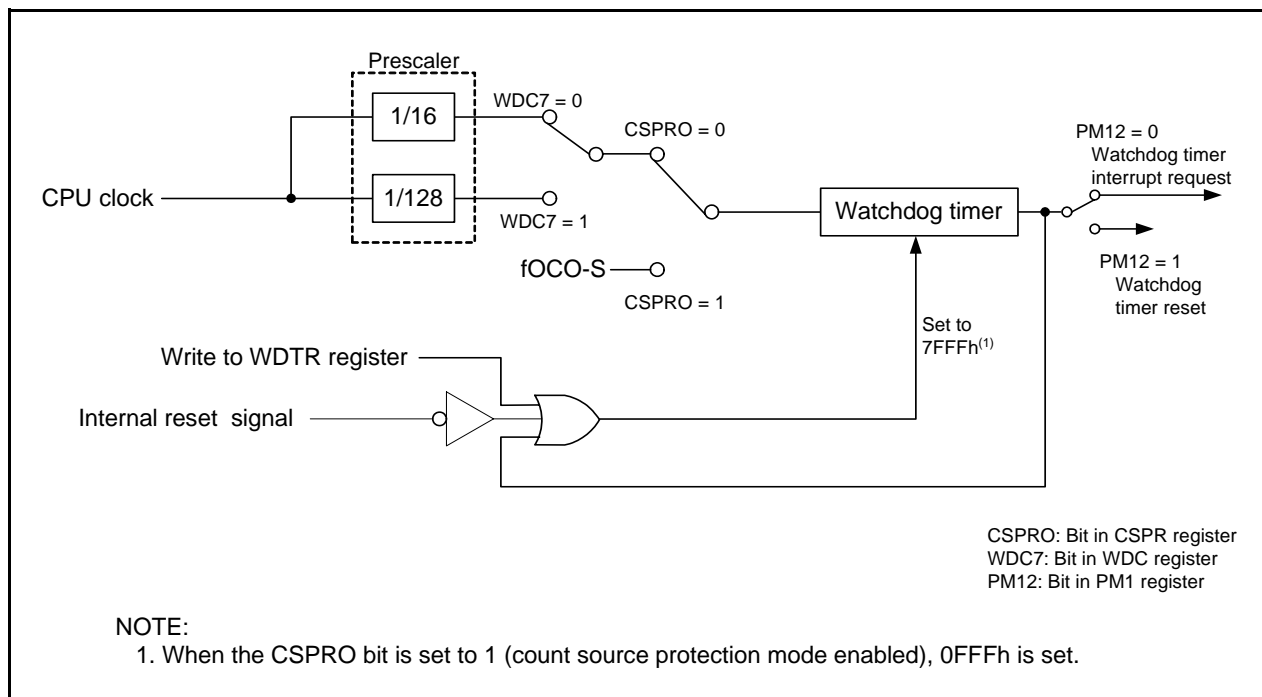 Prescaler
1/16
WDC7 = 0
CSPRO = 0
PM12 = 0
Watchdog timer
interrupt request
CPU clock
1/128
WDC7 = 1
Watchdog timer
fOCO-S
CSPRO = 1
PM12 = 1
Watchdog
timer reset
Set to
7FFFh(1)
Write to WDTR register
Internal reset signal
CSPRO: Bit in CSPR register
WDC7: Bit in WDC register
PM12: Bit in PM1 register
NOTE:
1. When the CSPRO bit is set to 1 (count source protection mode enabled), 0FFFh is set.